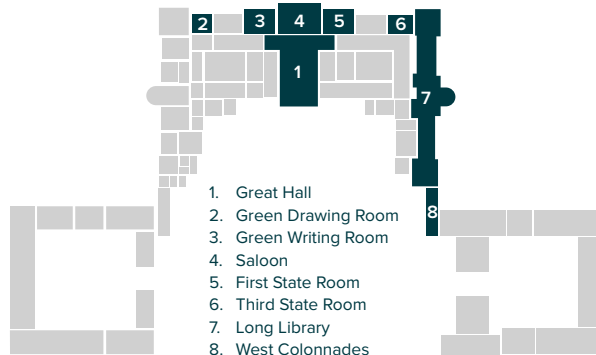 2 3 4 5 6
1
7
8
1. Great Hall
2. Green Drawing Room
3. Green Writing Room
4. Saloon
5. First State Room
6. Third State Room
7. Long Library
8. West Colonnades